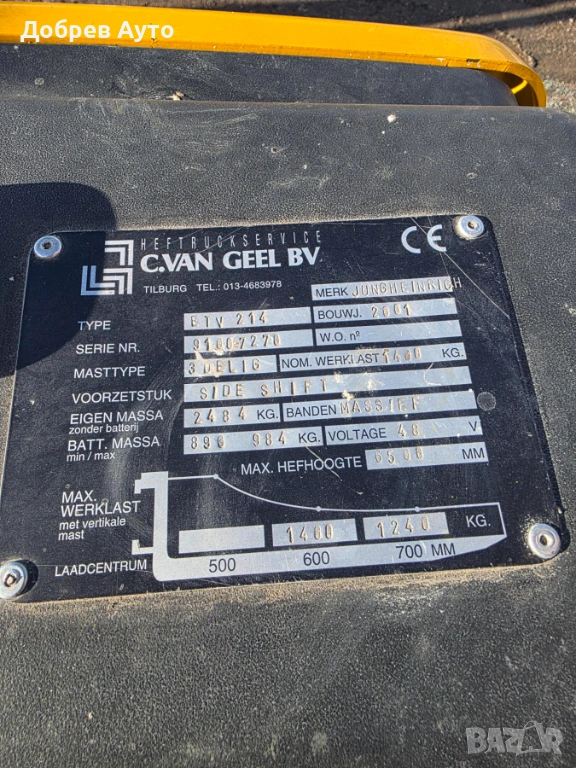 Добрев Авто
HEFTRUCKSERVICE
C.VAN GEEL BV
TILBURG TEL.: 013-4683978
CE
MERK JUNGHEINRICH
TYPE ETV 214 BOUWJ. 2001
SERIE NR. 91007270 W.O. nº
MASTTYPE 3 DELIG NOM. WERKLAST 1400 KG.
VOORZETSTUK SIDE SHIFT
EIGEN MASSA 2484 KG. BANDEN MASSIEF
zonder batterij
BATT. MASSA 896 984 KG. VOLTAGE 48 V
min / max
MAX. HEFHOOGTE 6500 MM
MAX.
WERKLAST
met vertikale
mast
1400 1240 KG.
LAADCENTRUM 500 600 700 MM
BAZAR